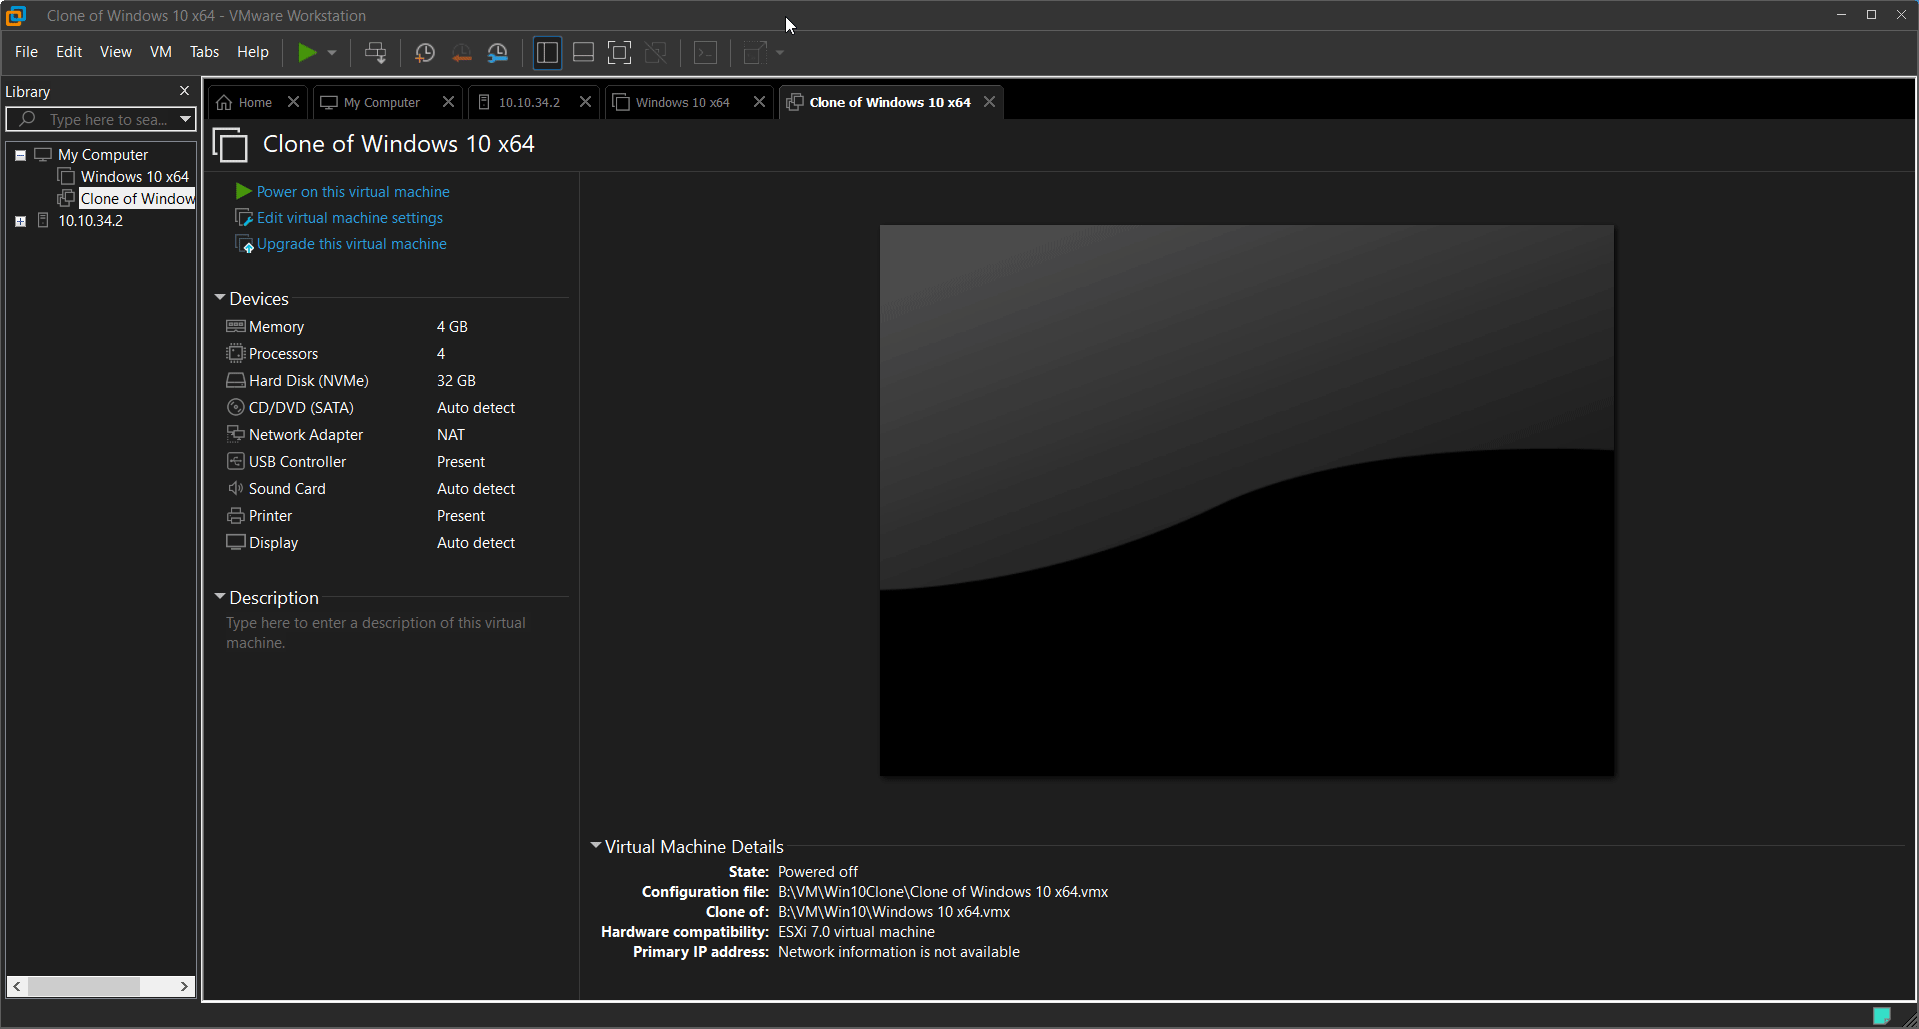 Clone of Windows 10 x64 - VMware Workstation
File Edit View VM Tabs Help
Library
Type here to sea...
My Computer
Windows 10 x64
Clone of Window
10.10.34.2
Home My Computer 10.10.34.2 Windows 10 x64 Clone of Windows 10 x64
Clone of Windows 10 x64
Power on this virtual machine
Edit virtual machine settings
Upgrade this virtual machine
Devices
Memory 4 GB
Processors 4
Hard Disk (NVMe) 32 GB
CD/DVD (SATA) Auto detect
Network Adapter NAT
USB Controller Present
Sound Card Auto detect
Printer Present
Display Auto detect
Description
Type here to enter a description of this virtual
machine.
Virtual Machine Details
State: Powered off
Configuration file: B:\VM\Win10Clone\Clone of Windows 10 x64.vmx
Clone of: B:\VM\Win10\Windows 10 x64.vmx
Hardware compatibility: ESXi 7.0 virtual machine
Primary IP address: Network information is not available